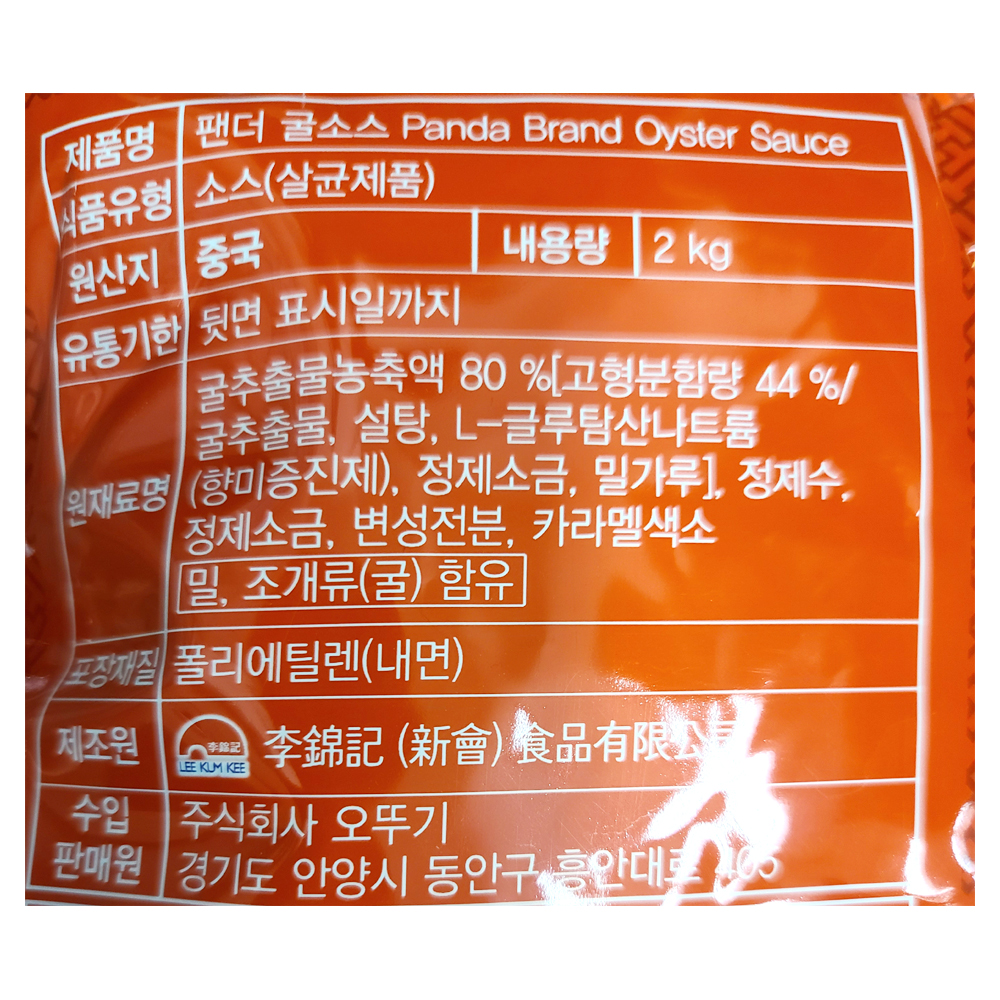 제품명 팬더 굴소스 Panda Brand Oyster Sauce
식품유형 소스(살균제품)
원산지 중국 내용량 2 kg
유통기한 뒷면 표시일까지
원재료명 굴추출물농축액 80 %[고형분함량 44 %/
굴추출물, 설탕, L-글루탐산나트륨
(향미증진제), 정제소금, 밀가루], 정제수,
정제소금, 변성전분, 카라멜색소
밀, 조개류(굴) 함유
포장재질 폴리에틸렌(내면)
제조원 李錦記 LEE KUM KEE 李錦記 (新會) 食品有限公司
수입
판매원
주식회사 오뚜기
경기도 안양시 동안구 흥안대로 405